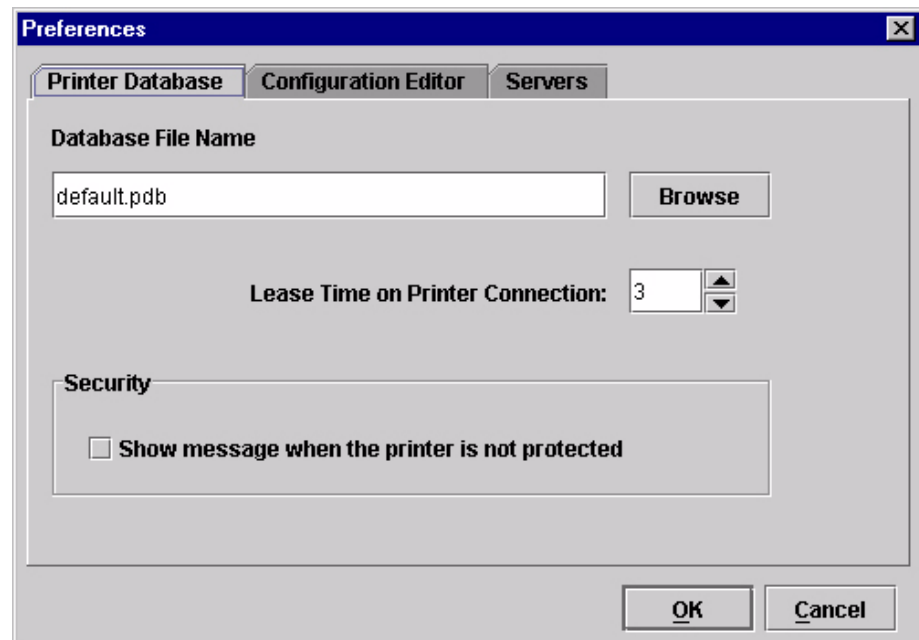 Preferences
Printer Database Configuration Editor Servers
Database File Name
default.pdb Browse
Lease Time on Printer Connection: 3
Security
Show message when the printer is not protected
OK Cancel